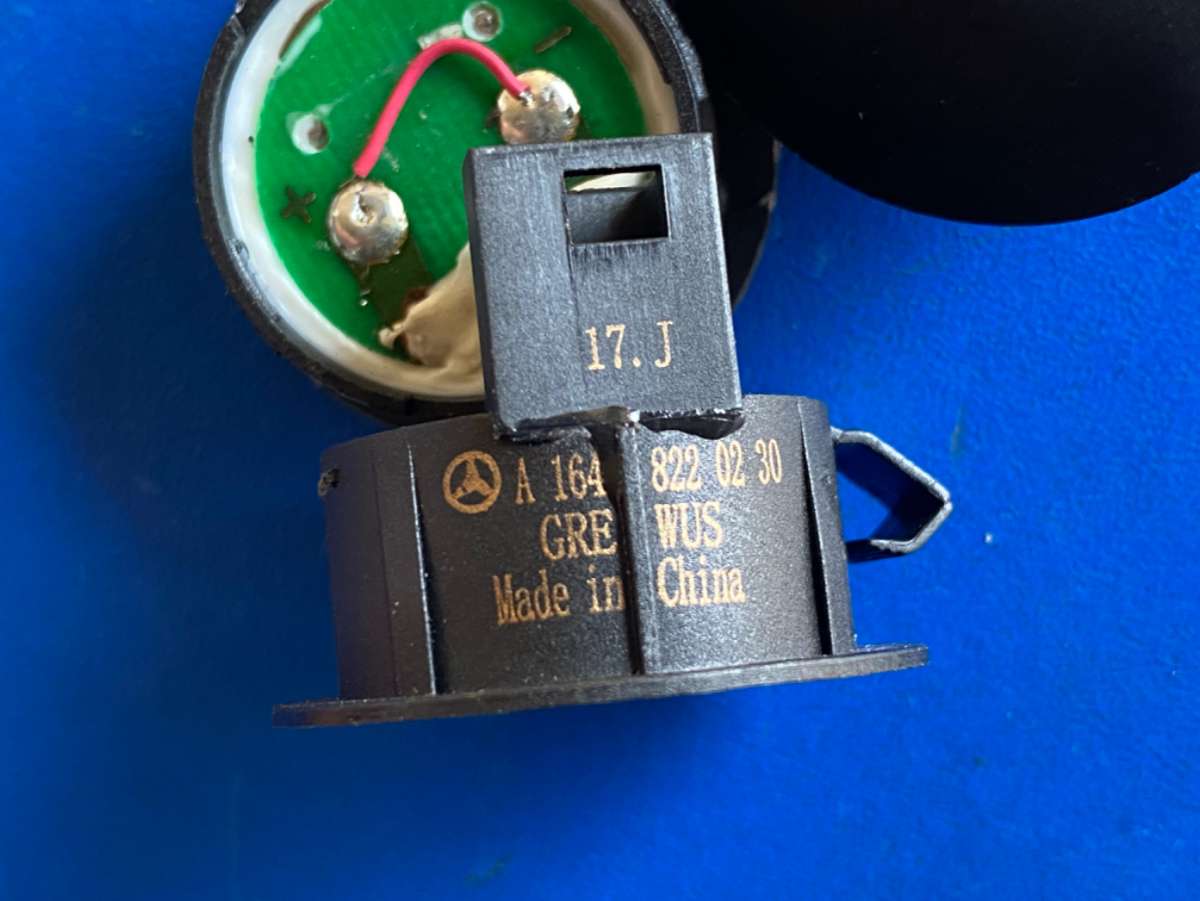 +
-
17.J
A 164 822 02 30
GRE WUS
Made in China